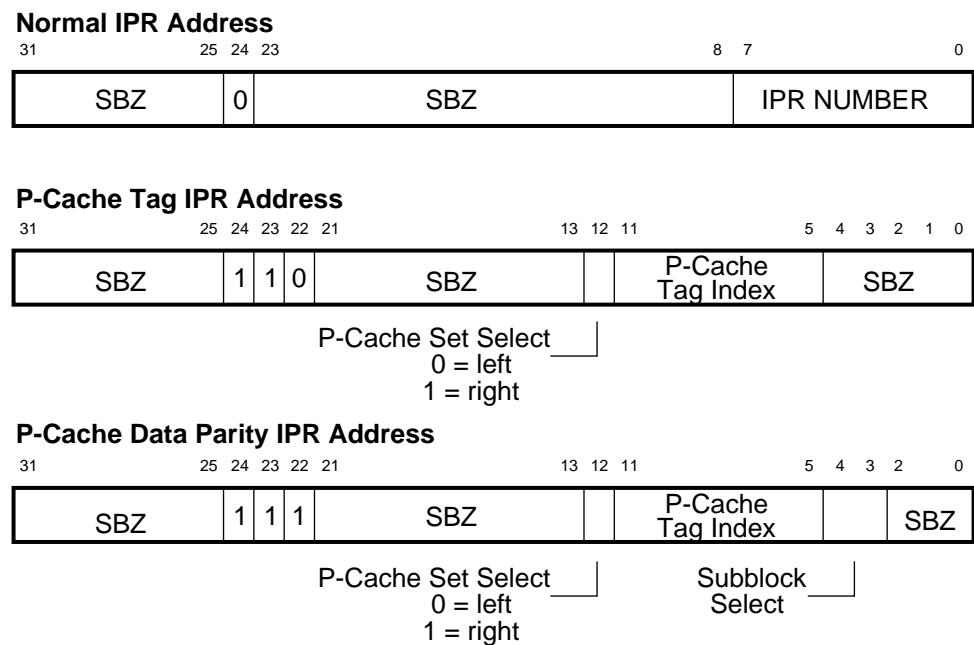 Normal IPR Address
31 25 24 23 8 7 0
SBZ 0 SBZ IPR NUMBER
P-Cache Tag IPR Address
31 25 24 23 22 21 13 12 11 5 4 3 2 1 0
SBZ 1 1 0 SBZ P-Cache Tag Index SBZ
P-Cache Set Select
0 = left
1 = right
P-Cache Data Parity IPR Address
31 25 24 23 22 21 13 12 11 5 4 3 2 0
SBZ 1 1 1 SBZ P-Cache Tag Index SBZ
P-Cache Set Select
0 = left
1 = right
Subblock
Select